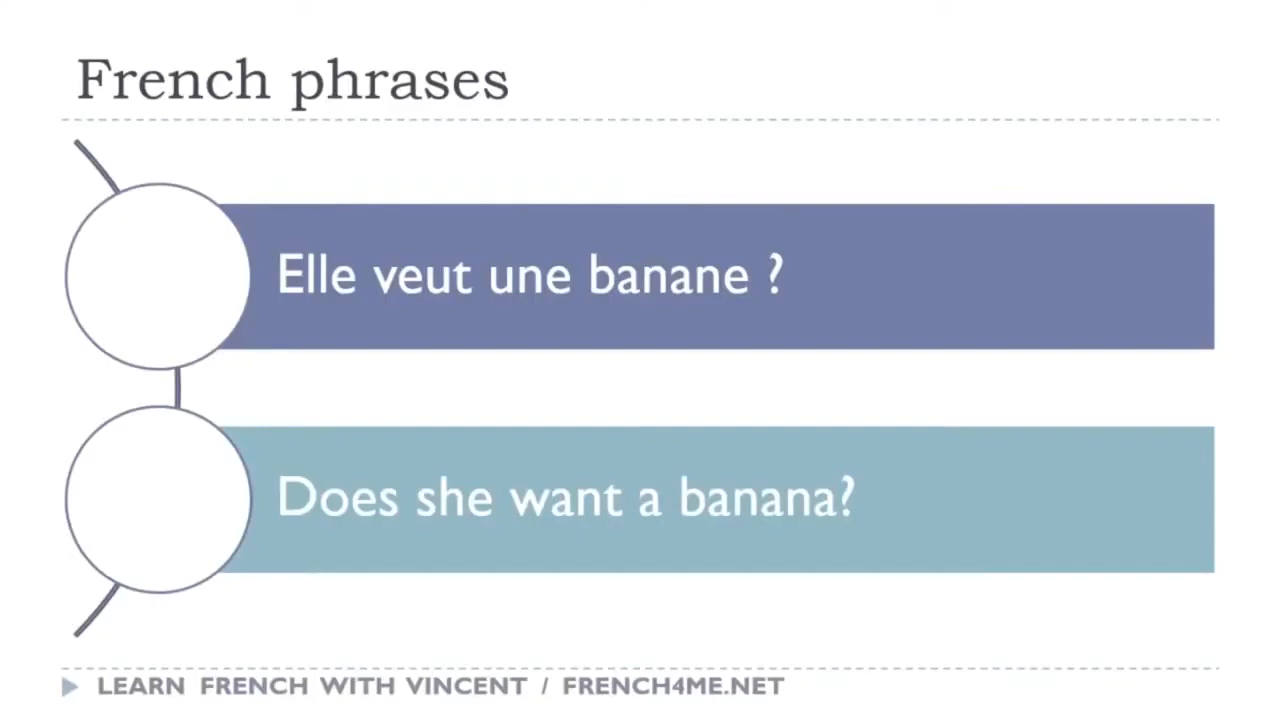 French phrases
Elle veut une banane ?
Does she want a banana?
LEARN FRENCH WITH VINCENT / FRENCH4ME.NET